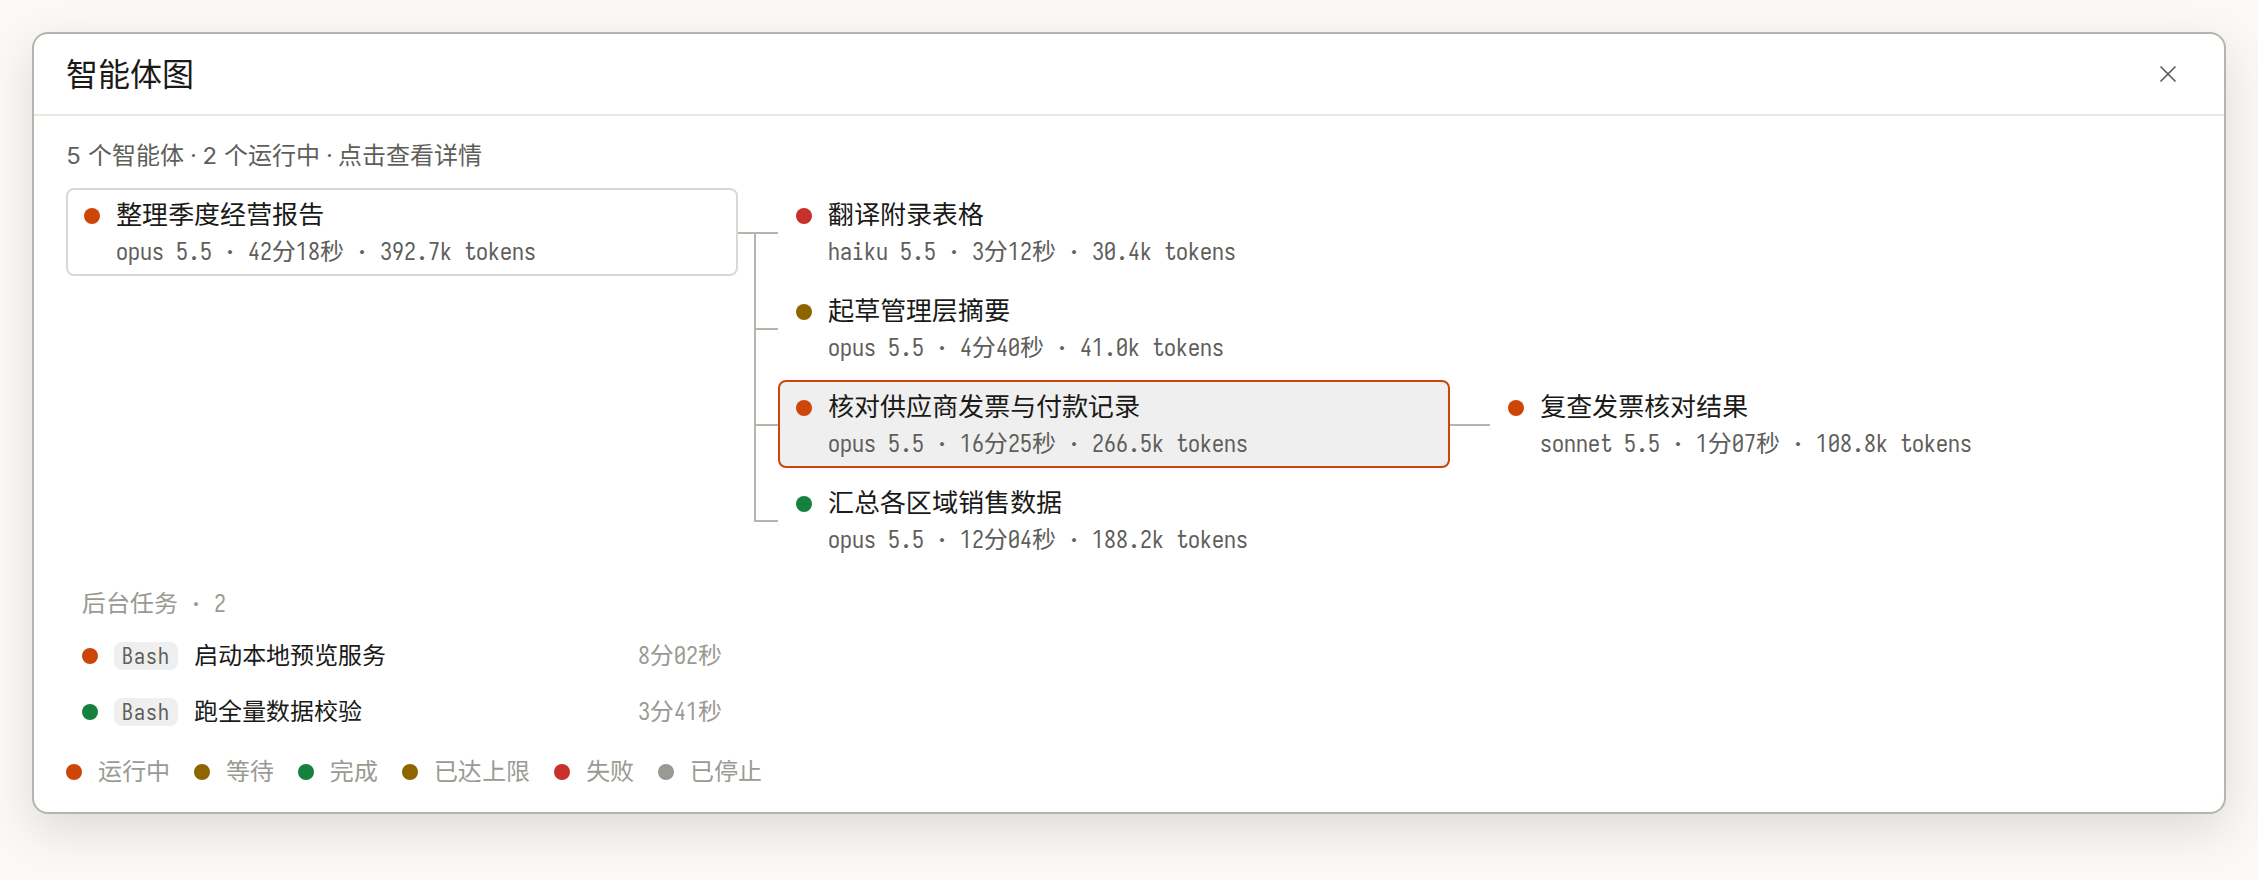 智能体图
5 个智能体 · 2 个运行中 · 点击查看详情
整理季度经营报告
opus 5.5 · 42分18秒 · 392.7k tokens
翻译附录表格
haiku 5.5 · 3分12秒 · 30.4k tokens
起草管理层摘要
opus 5.5 · 4分40秒 · 41.0k tokens
核对供应商发票与付款记录
opus 5.5 · 16分25秒 · 266.5k tokens
复查发票核对结果
sonnet 5.5 · 1分07秒 · 108.8k tokens
汇总各区域销售数据
opus 5.5 · 12分04秒 · 188.2k tokens
后台任务 · 2
Bash 启动本地预览服务 8分02秒
Bash 跑全量数据校验 3分41秒
运行中 等待 完成 已达上限 失败 已停止